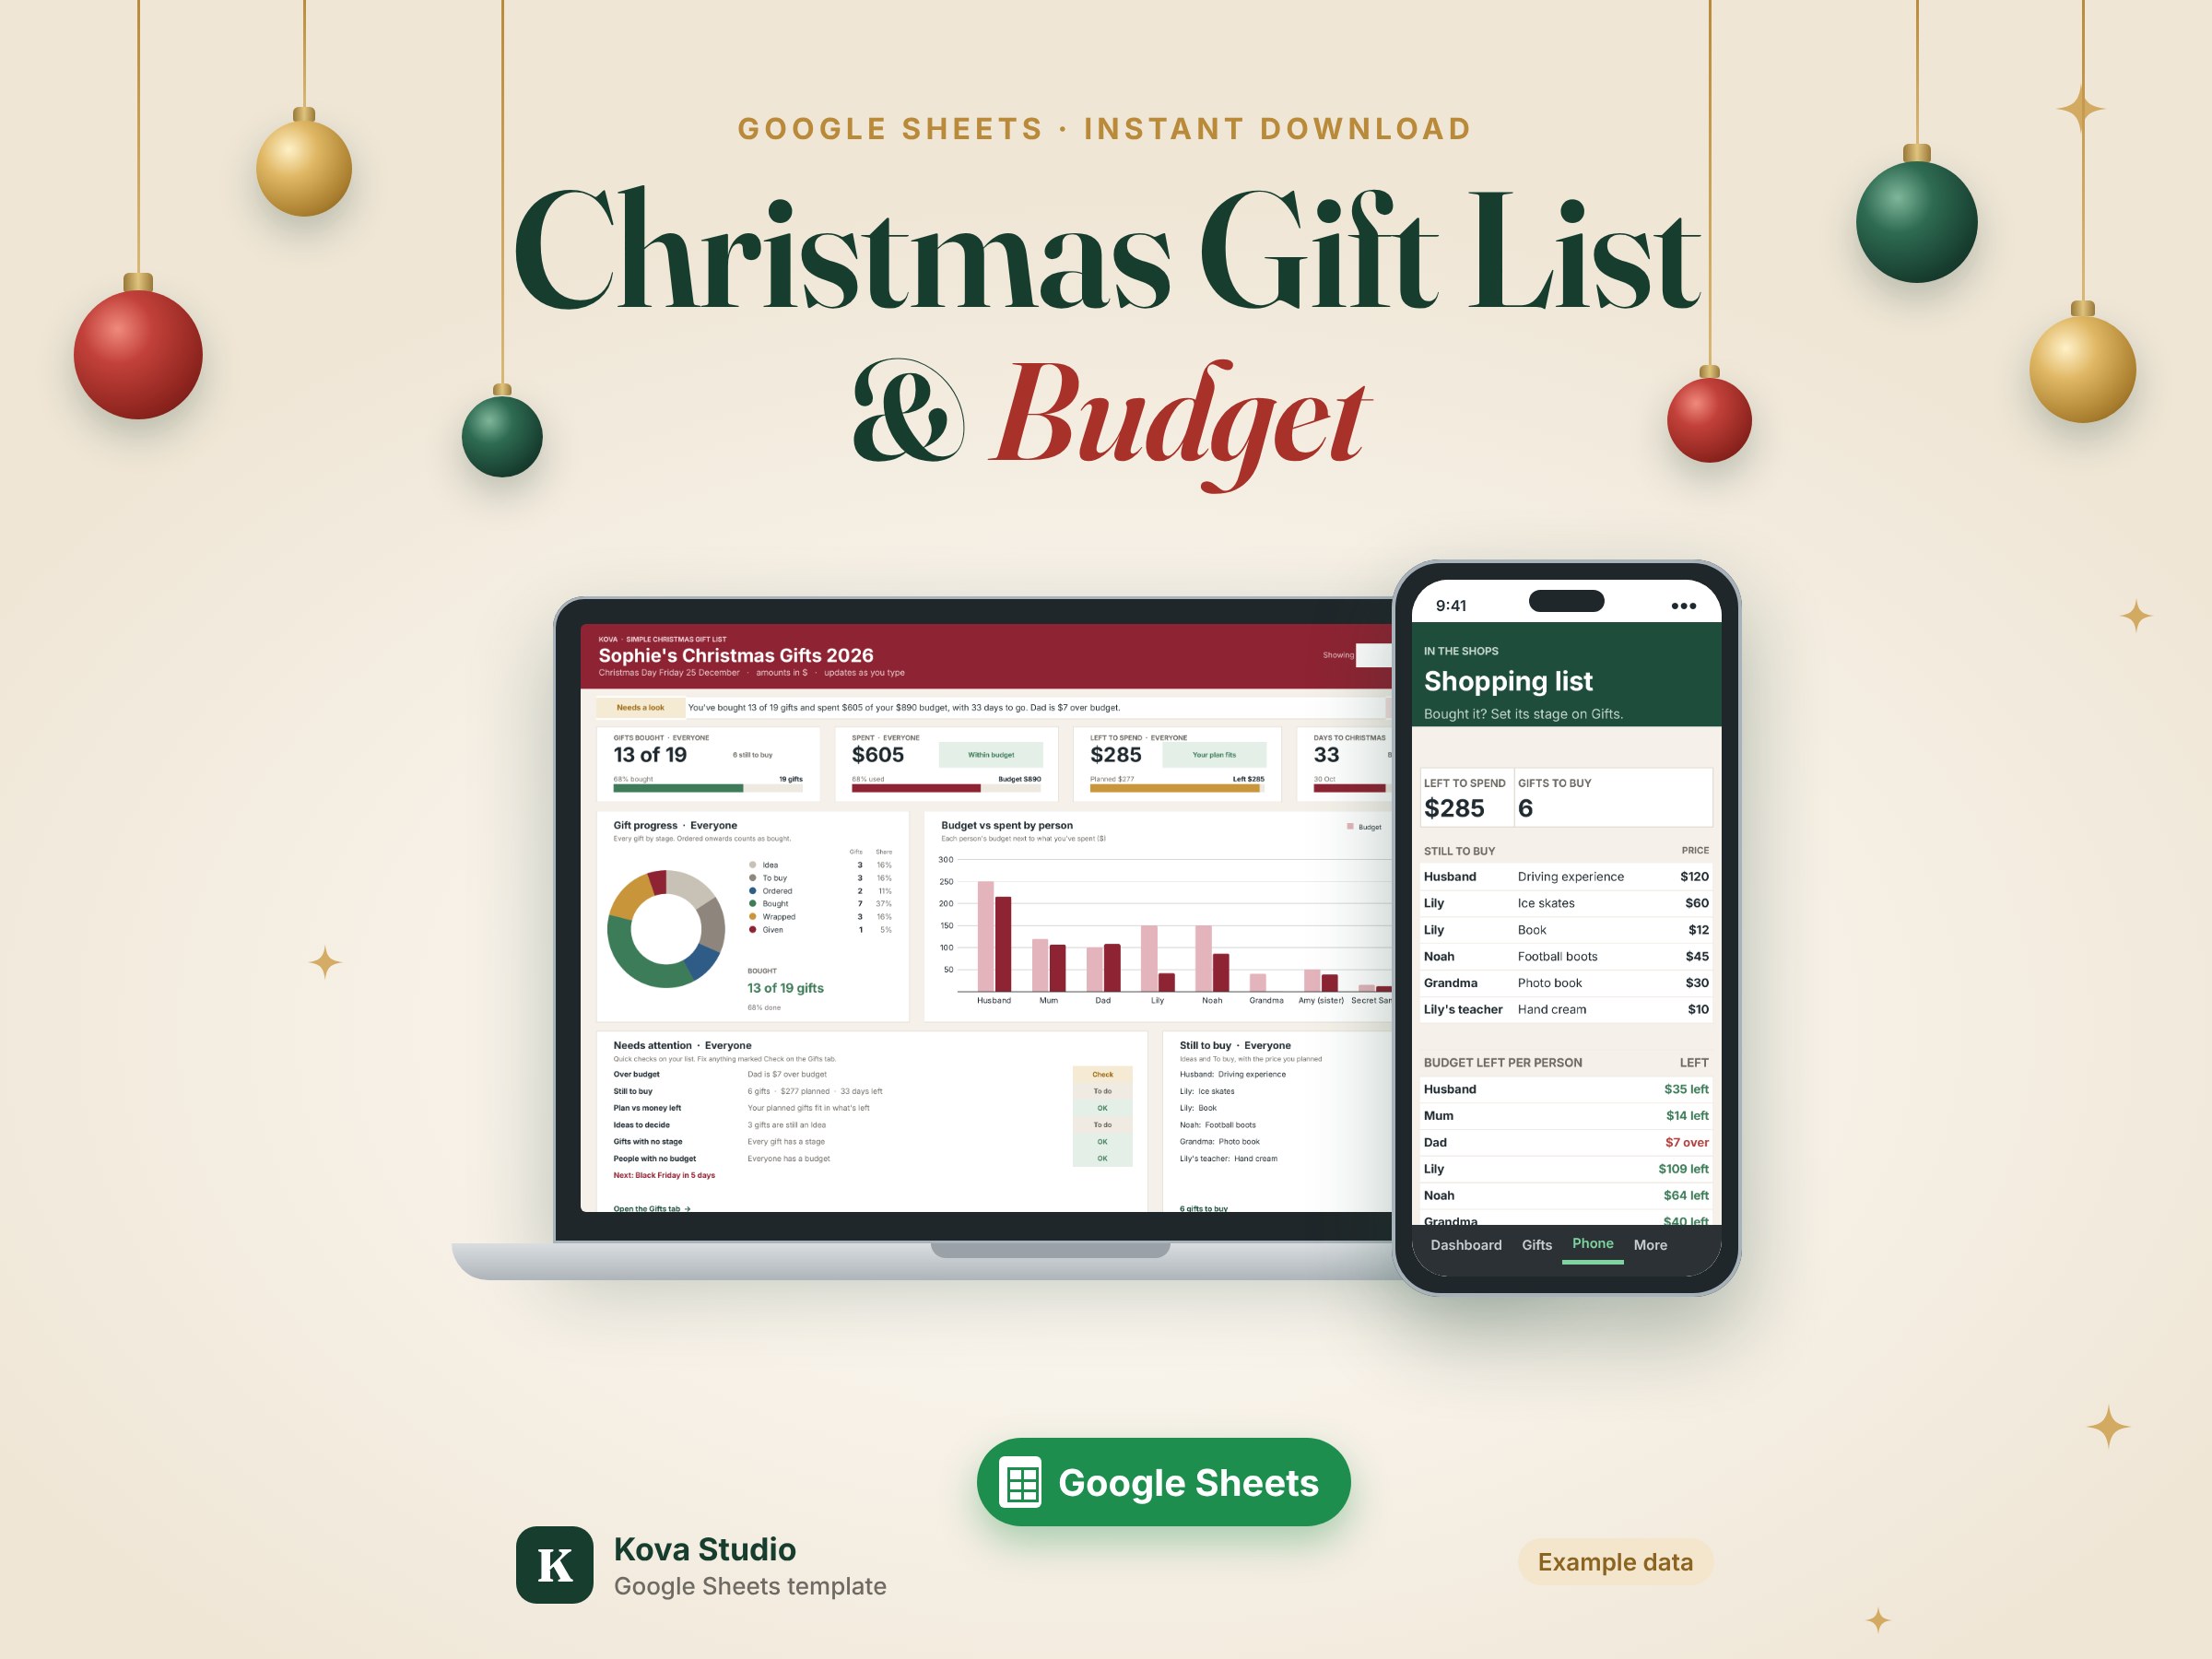 GOOGLE SHEETS · INSTANT DOWNLOAD
Christmas Gift List
& Budget
KOVA · SIMPLE CHRISTMAS GIFT LIST
Sophie's Christmas Gifts 2026
Christmas Day Friday 25 December · amounts in $ · updates as you type
Showing
Needs a look
You've bought 13 of 19 gifts and spent $605 of your $890 budget, with 33 days to go. Dad is $7 over budget.
GIFTS BOUGHT · EVERYONE
13 of 19
6 still to buy
68% bought
19 gifts
SPENT · EVERYONE
$605
Within budget
68% used
Budget $890
LEFT TO SPEND · EVERYONE
$285
Your plan fits
Planned $277
Left $285
DAYS TO CHRISTMAS
33
30 Oct
Gift progress · Everyone
Every gift by stage. Ordered onwards counts as bought.
Gifts Share
Idea 3 16%
To buy 3 16%
Ordered 2 11%
Bought 7 37%
Wrapped 3 16%
Given 1 5%
BOUGHT
13 of 19 gifts
68% done
Budget vs spent by person
Each person's budget next to what you've spent ($)
Budget
300
250
200
150
100
50
Husband Mum Dad Lily Noah Grandma Amy (sister) Secret San
Needs attention · Everyone
Quick checks on your list. Fix anything marked Check on the Gifts tab.
Over budget Dad is $7 over budget Check
Still to buy 6 gifts · $277 planned · 33 days left To do
Plan vs money left Your planned gifts fit in what's left OK
Ideas to decide 3 gifts are still an Idea To do
Gifts with no stage Every gift has a stage OK
People with no budget Everyone has a budget OK
Next: Black Friday in 5 days
Open the Gifts tab →
Still to buy · Everyone
Ideas and To buy, with the price you planned
Husband: Driving experience
Lily: Ice skates
Lily: Book
Noah: Football boots
Grandma: Photo book
Lily's teacher: Hand cream
6 gifts to buy
9:41
IN THE SHOPS
Shopping list
Bought it? Set its stage on Gifts.
LEFT TO SPEND GIFTS TO BUY
$285 6
STILL TO BUY PRICE
Husband Driving experience $120
Lily Ice skates $60
Lily Book $12
Noah Football boots $45
Grandma Photo book $30
Lily's teacher Hand cream $10
BUDGET LEFT PER PERSON LEFT
Husband $35 left
Mum $14 left
Dad $7 over
Lily $109 left
Noah $64 left
Grandma $40 left
Dashboard Gifts Phone More
Google Sheets
K
Kova Studio
Google Sheets template
Example data